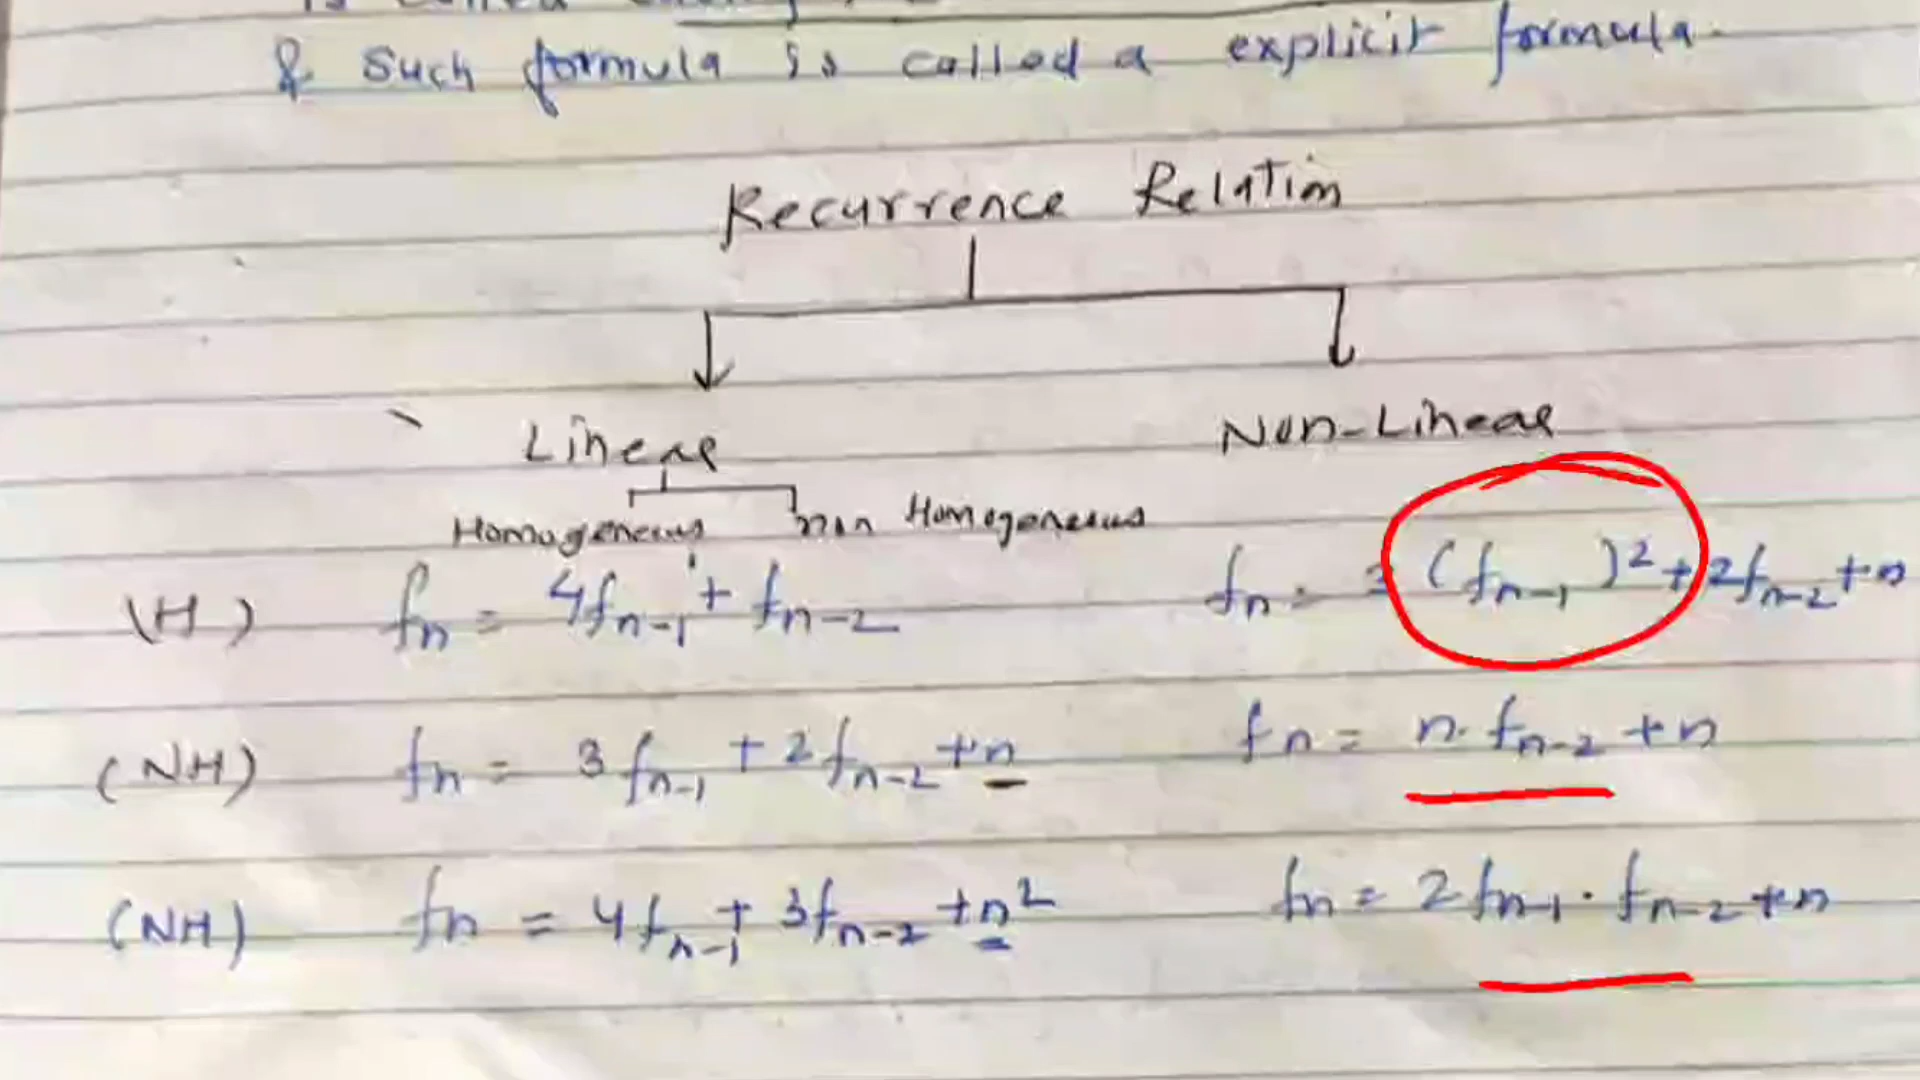 & such formula is called a explicit formula.
Recurrence Relation
Linear
Non-Linear
Homogeneous non Homogeneous
(H) fn = 4fn-1 + fn-2
fn = 3 (fn-1)² + 2fn-2 + n
(NH) fn = 3fn-1 + 2fn-2 + n
fn = n. fn-2 + n
(NH) fn = 4fn-1 + 3fn-2 + n²
fn = 2fn-1 · fn-2 + n